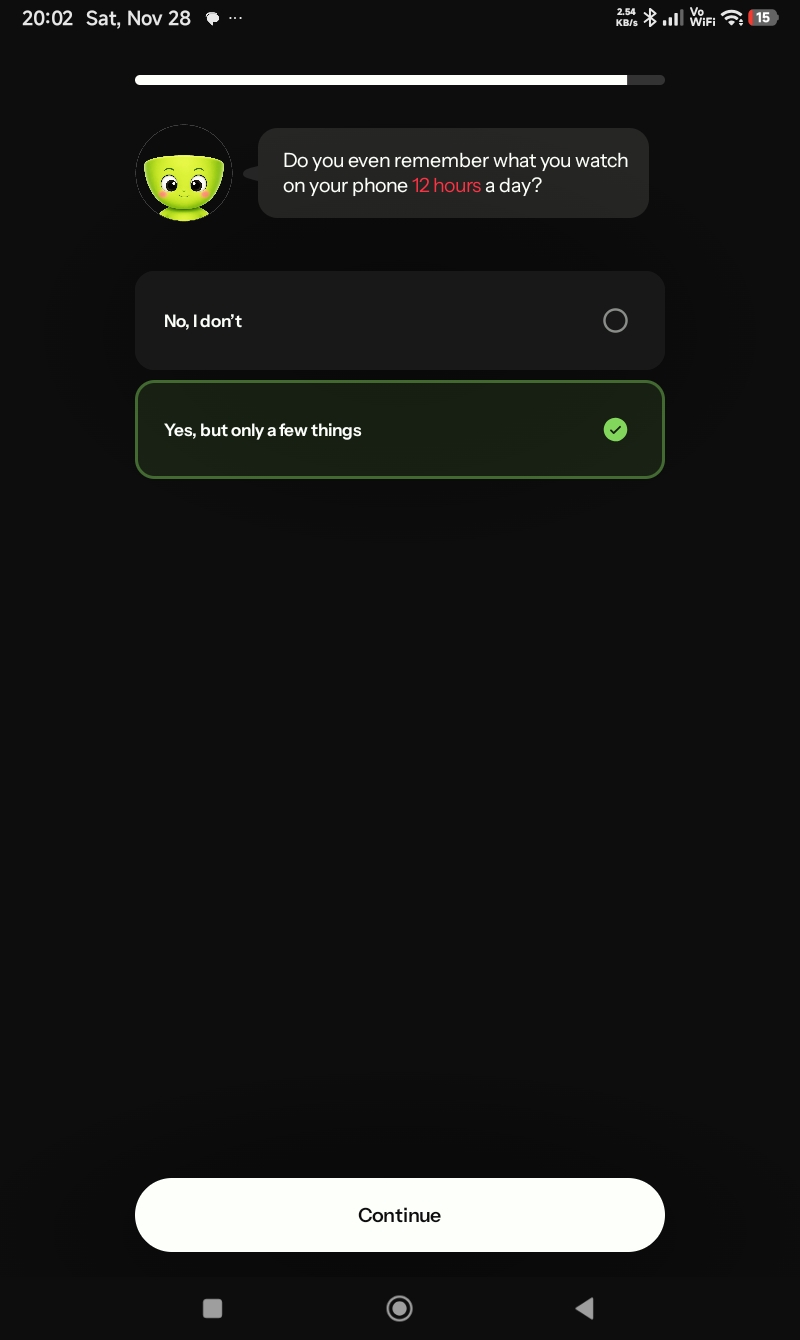 20:02 Sat, Nov 28 ···
2.54
KB/s
Vo
WiFi
15
Do you even remember what you watch
on your phone 12 hours a day?
No, I don’t
Yes, but only a few things
Continue